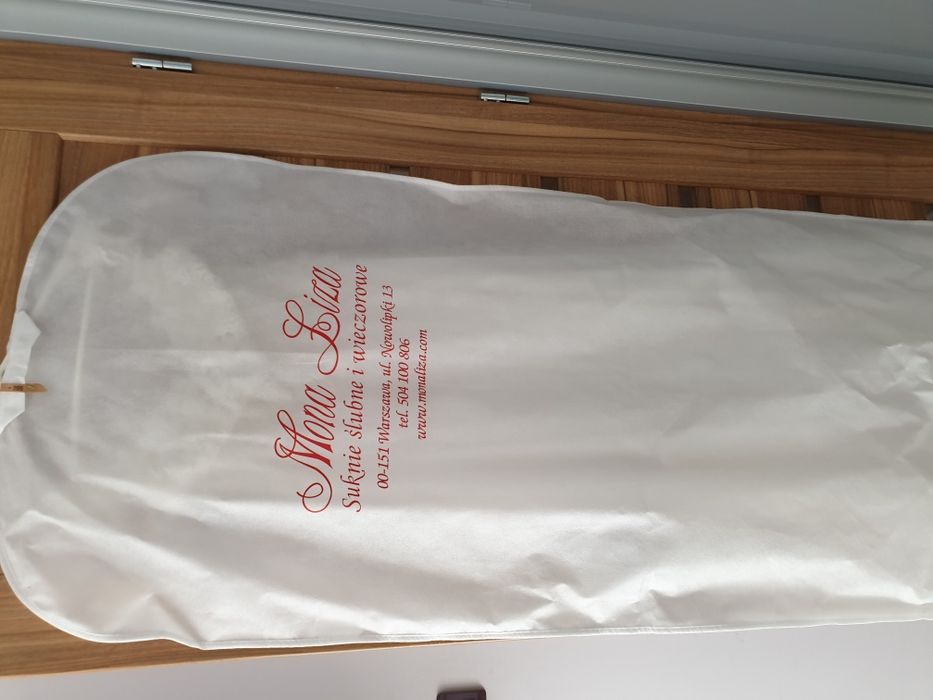 Mona Liza
Suknie ślubne i wieczorowe
00-151 Warszawa, ul. Nowolipki 13
tel. 504 100 806
www.monaliza.com